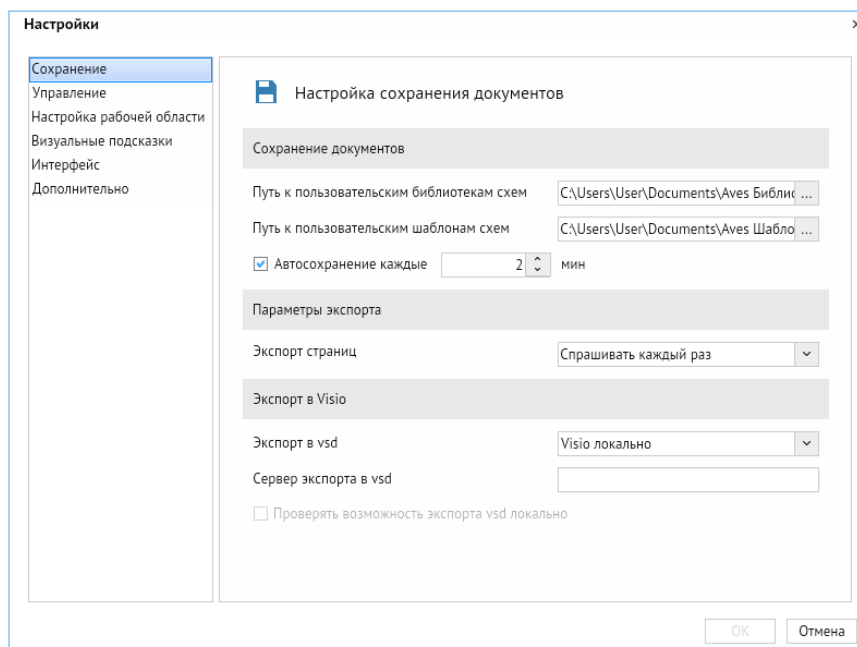 Настройки
Сохранение
Управление
Настройка рабочей области
Визуальные подсказки
Интерфейс
Дополнительно
Настройка сохранения документов
Сохранение документов
Путь к пользовательским библиотекам схем C:\Users\User\Documents\Aves Библис ...
Путь к пользовательским шаблонам схем C:\Users\User\Documents\Aves Шабло ...
Автосохранение каждые 2 мин
Параметры экспорта
Экспорт страниц Спрашивать каждый раз
Экспорт в Visio
Экспорт в vsd Visio локально
Сервер экспорта в vsd
Проверять возможность экспорта vsd локально
OK Отмена